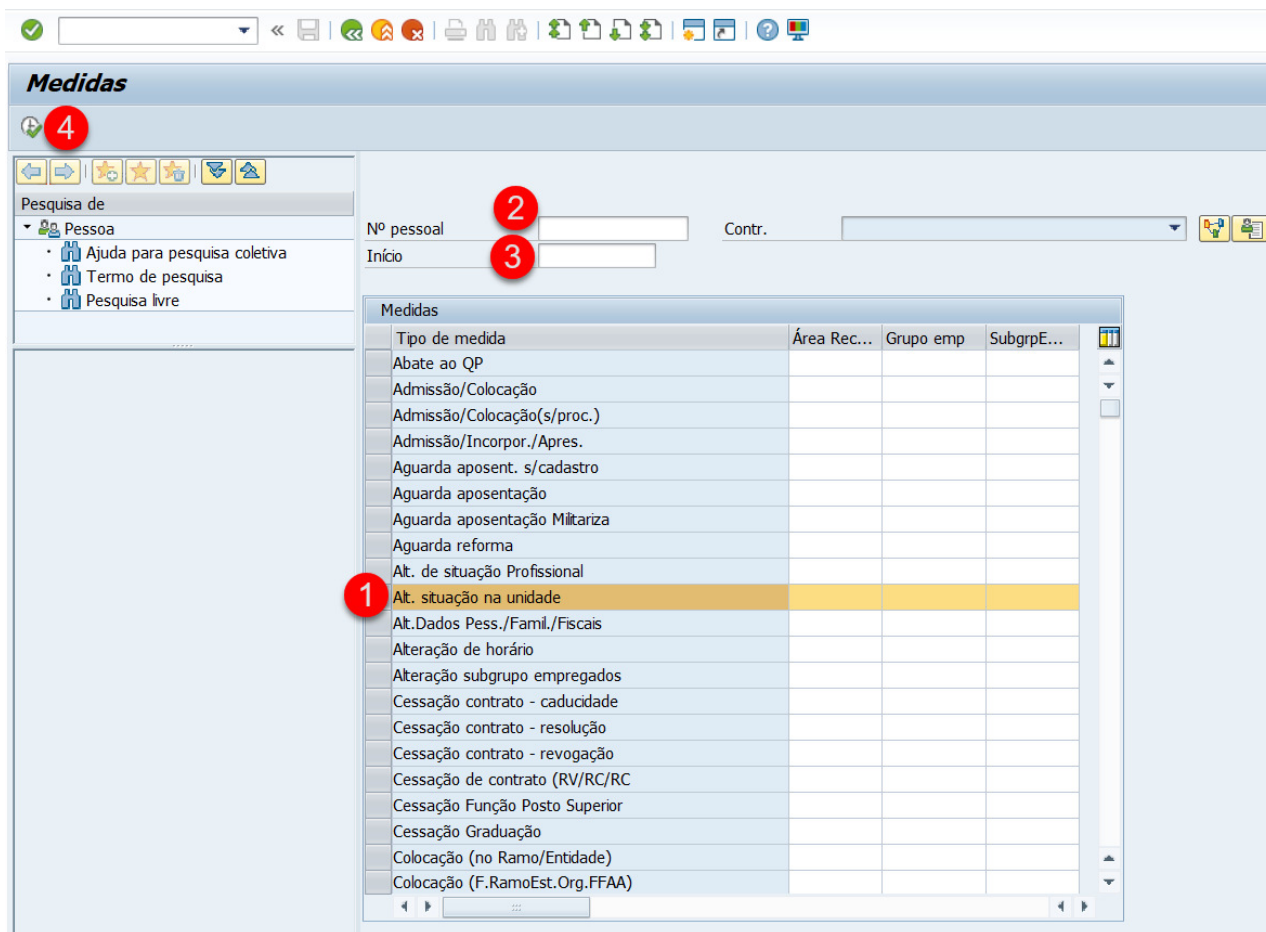 Medidas
4
Pesquisa de
Pessoa
Ajuda para pesquisa coletiva
Termo de pesquisa
Pesquisa livre
Nº pessoal 2 Contr.
Início 3
Medidas
Tipo de medida Área Rec... Grupo emp SubgrpE...
Abate ao QP
Admissão/Colocação
Admissão/Colocação(s/proc.)
Admissão/Incorpor./Apres.
Aguarda aposent. s/cadastro
Aguarda aposentação
Aguarda aposentação Militariza
Aguarda reforma
Alt. de situação Profissional
1 Alt. situação na unidade
Alt.Dados Pess./Famil./Fiscais
Alteração de horário
Alteração subgrupo empregados
Cessação contrato - caducidade
Cessação contrato - resolução
Cessação contrato - revogação
Cessação de contrato (RV/RC/RC
Cessação Função Posto Superior
Cessação Graduação
Colocação (no Ramo/Entidade)
Colocação (F.RamoEst.Org.FFAA)